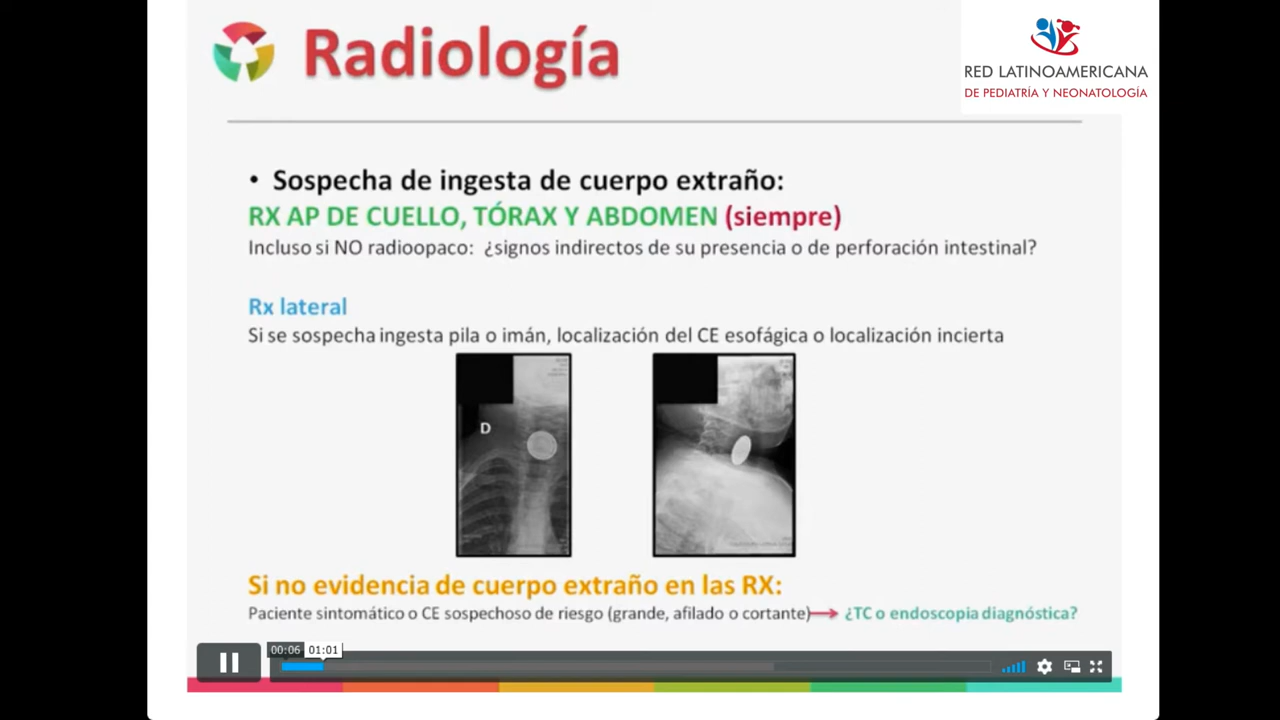 Radiología
RED LATINOAMERICANA
DE PEDIATRÍA Y NEONATOLOGÍA
• Sospecha de ingesta de cuerpo extraño:
RX AP DE CUELLO, TÓRAX Y ABDOMEN (siempre)
Incluso si NO radioopaco: ¿signos indirectos de su presencia o de perforación intestinal?
Rx lateral
Si se sospecha ingesta pila o imán, localización del CE esofágica o localización incierta
D
Si no evidencia de cuerpo extraño en las RX:
Paciente sintomático o CE sospechoso de riesgo (grande, afilado o cortante) ¿TC o endoscopia diagnóstica?
00:06 01:01